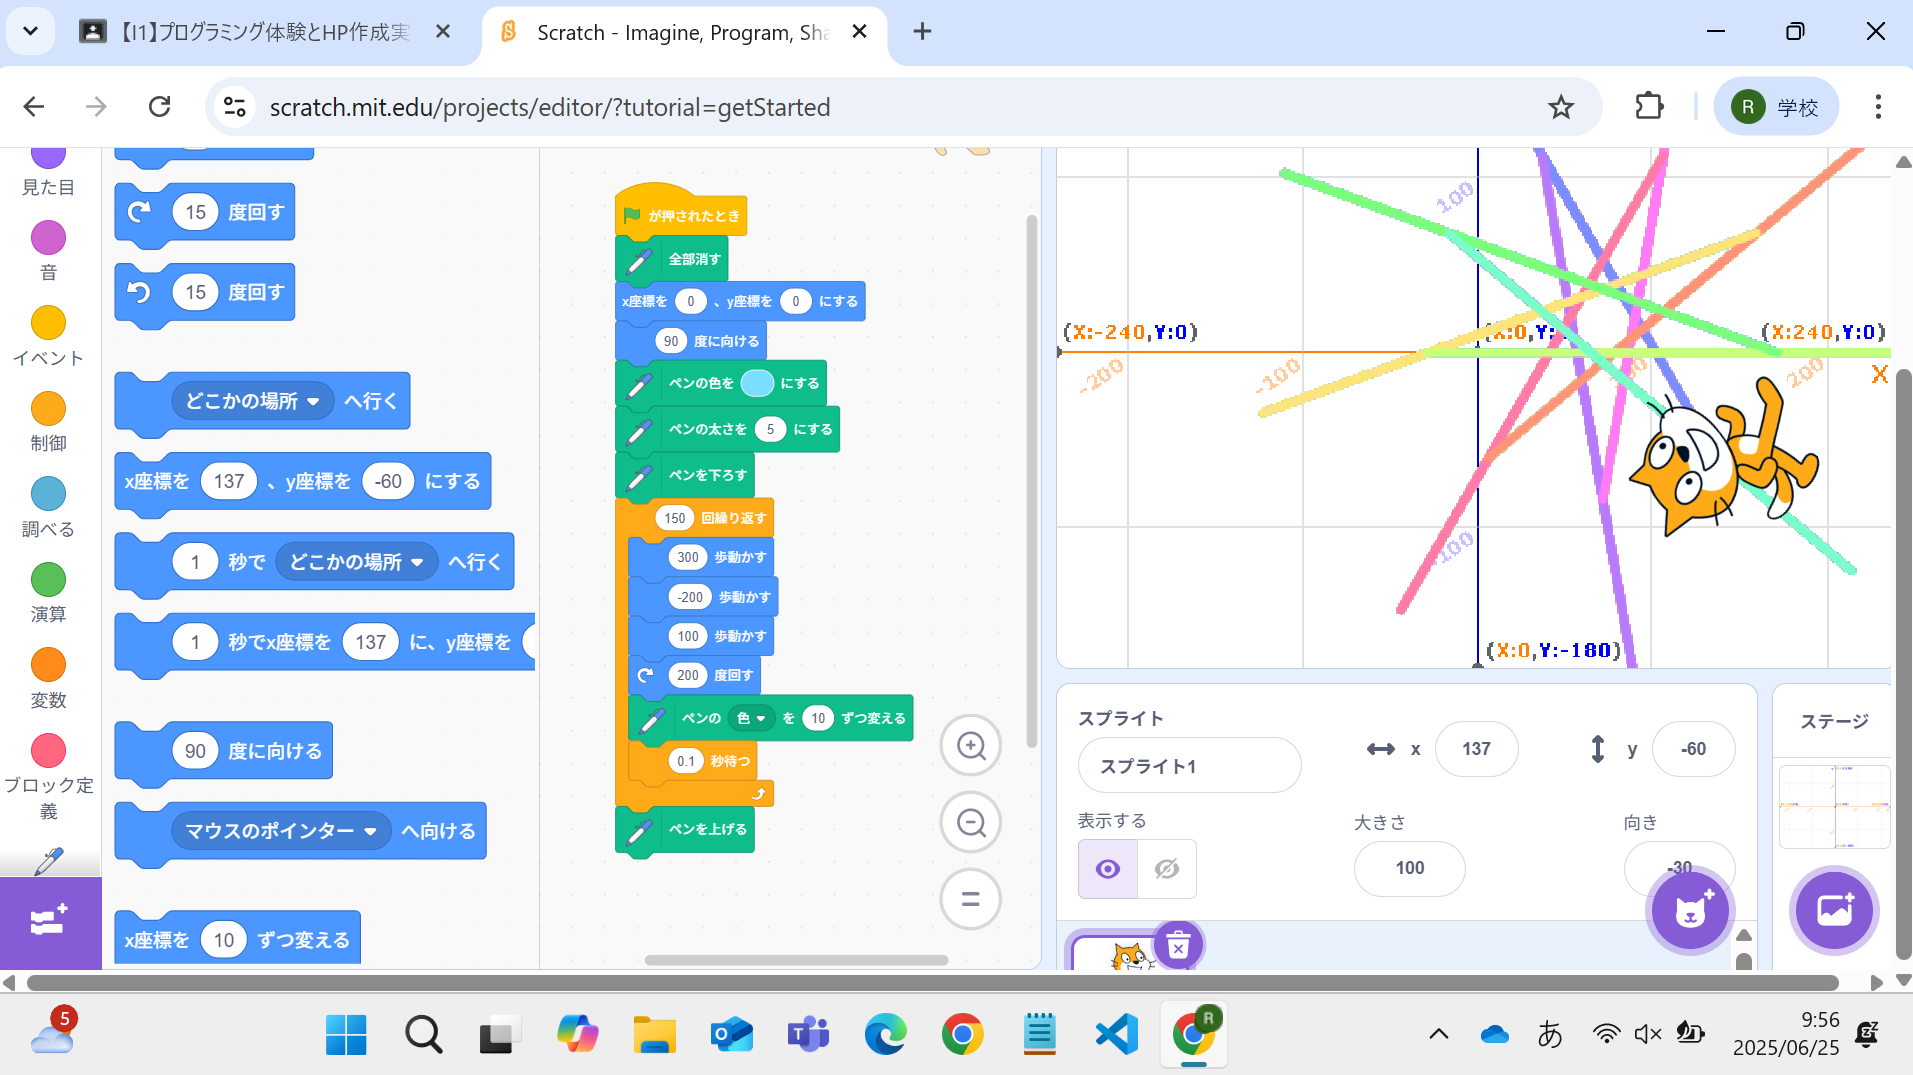 【I1】プログラミング体験とHP作成実
Scratch - Imagine, Program, Sha
scratch.mit.edu/projects/editor/?tutorial=getStarted
R 学校
見た目
音
イベント
制御
調べる
演算
変数
ブロック定
義
15 度回す
15 度回す
どこかの場所 へ行く
x座標を 137 、y座標を -60 にする
1 秒で どこかの場所 へ行く
1 秒でx座標を 137 に、y座標を
90 度に向ける
マウスのポインター へ向ける
x座標を 10 ずつ変える
が押されたとき
全部消す
x座標を 0 、y座標を 0 にする
90 度に向ける
ペンの色を にする
ペンの太さを 5 にする
ペンを下ろす
150 回繰り返す
300 歩動かす
-200 歩動かす
100 歩動かす
200 度回す
ペンの 色 を 10 ずつ変える
0.1 秒待つ
ペンを上げる
100
(X:-240,Y:0)
(X:0,Y:
(X:240,Y:0)
-200
-100
200
X
-100
(X:0,Y:-180)
スプライト
スプライト1
x 137
y -60
表示する
大きさ
100
向き
-30
ステージ
5
R
あ
9:56
2025/06/25